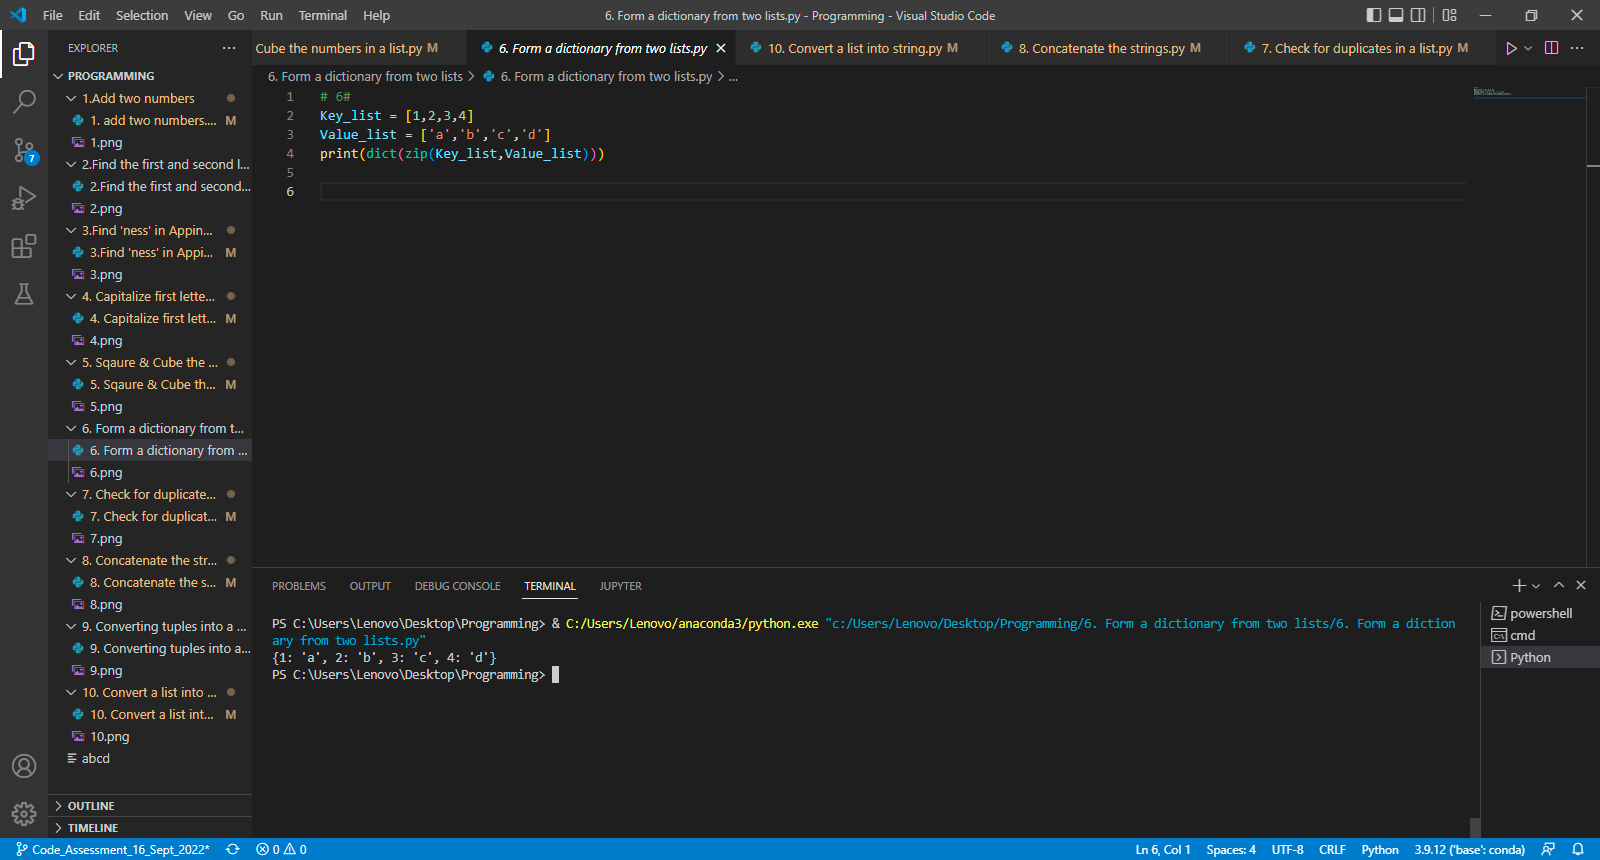 File Edit Selection View Go Run Terminal Help
6. Form a dictionary from two lists.py - Programming - Visual Studio Code
EXPLORER
Cube the numbers in a list.py M
6. Form a dictionary from two lists.py
10. Convert a list into string.py M
8. Concatenate the strings.py M
7. Check for duplicates in a list.py M
6. Form a dictionary from two lists > 6. Form a dictionary from two lists.py > ...
PROGRAMMING
1.Add two numbers
1. add two numbers.... M
1.png
2.Find the first and second l...
2.Find the first and second...
2.png
3.Find 'ness' in Appin...
3.Find 'ness' in Appi... M
3.png
4. Capitalize first lette...
4. Capitalize first lett... M
4.png
5. Sqaure & Cube the ...
5. Sqaure & Cube th... M
5.png
6. Form a dictionary from t...
6. Form a dictionary from ...
6.png
7. Check for duplicate...
7. Check for duplicat... M
7.png
8. Concatenate the str...
8. Concatenate the s... M
8.png
9. Converting tuples into a ...
9. Converting tuples into a...
9.png
10. Convert a list into ...
10. Convert a list int... M
10.png
abcd
OUTLINE
TIMELINE
7
1 # 6#
2 Key_list = [1,2,3,4]
3 Value_list = ['a','b','c','d']
4 print(dict(zip(Key_list,Value_list)))
5
6
PROBLEMS OUTPUT DEBUG CONSOLE TERMINAL JUPYTER
PS C:\Users\Lenovo\Desktop\Programming> & C:/Users/Lenovo/anaconda3/python.exe "c:/Users/Lenovo/Desktop/Programming/6. Form a dictionary from two lists/6. Form a diction
ary from two lists.py"
{1: 'a', 2: 'b', 3: 'c', 4: 'd'}
PS C:\Users\Lenovo\Desktop\Programming>
powershell
cmd
Python
Code_Assessment_16_Sept_2022* 0 0 Ln 6, Col 1 Spaces: 4 UTF-8 CRLF Python 3.9.12 ('base': conda)